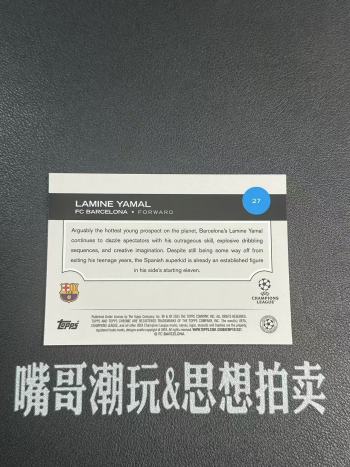 27
LAMINE YAMAL
FC BARCELONA • FORWARD
Arguably the hottest young prospect on the planet, Barcelona's Lamine Yamal
continues to dazzle spectators with his outrageous skill, explosive dribbling
sequences, and creative imagination. Despite still being some way off from
exiting his teenage years, the Spanish superkid is already an established figure
in his side's starting eleven.
UEFA
CHAMPIONS
LEAGUE
Topps
© FC BARCELONA.
嘴哥潮玩&思想拍卖